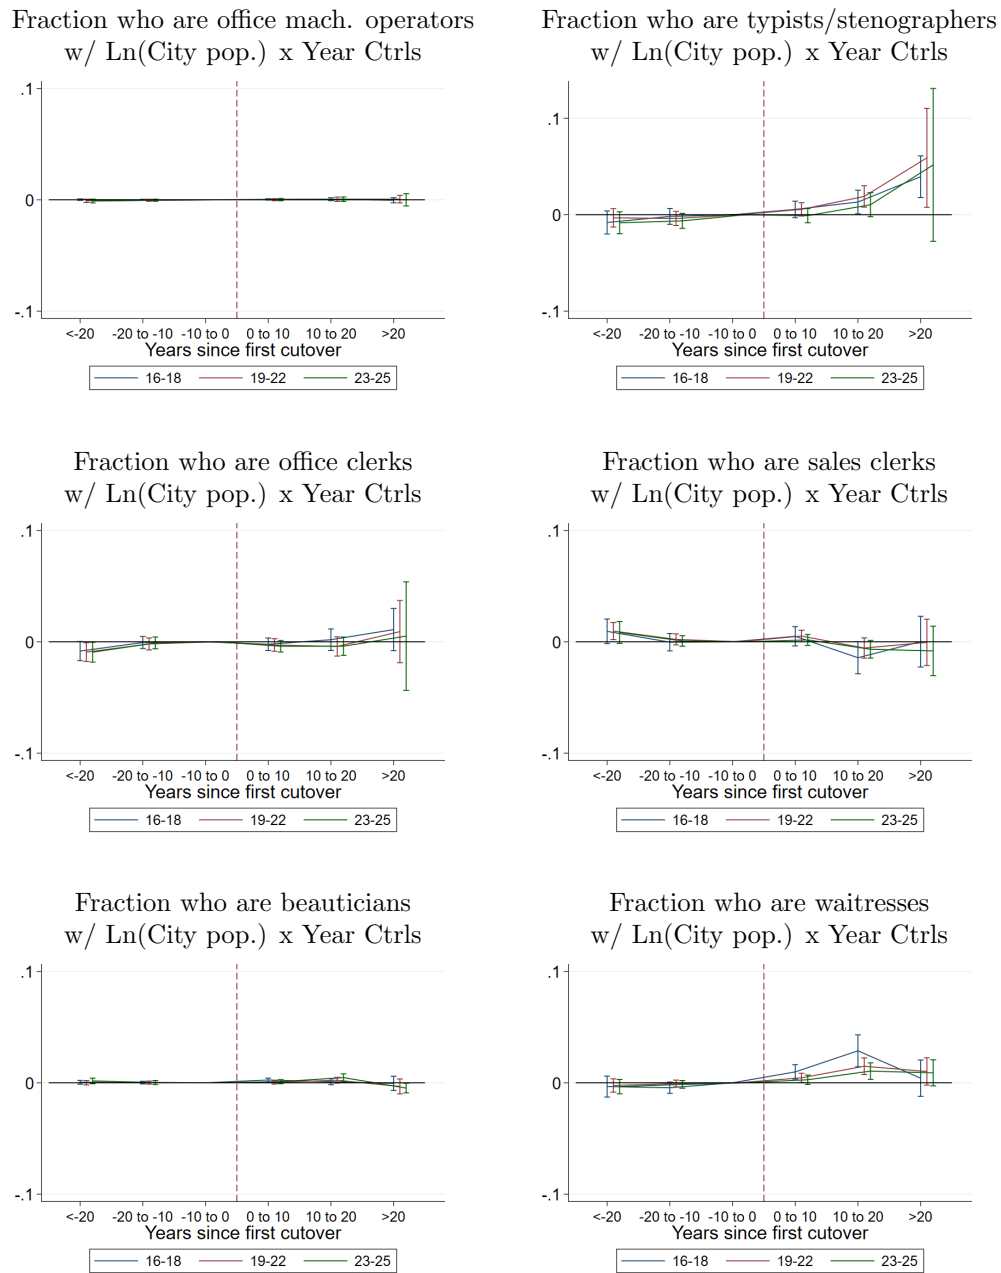 Fraction who are office mach. operators
w/ Ln(City pop.) x Year Ctrls
.1
0
-.1
<-20 -20 to -10 -10 to 0 0 to 10 10 to 20 >20
Years since first cutover
16-18 19-22 23-25
Fraction who are typists/stenographers
w/ Ln(City pop.) x Year Ctrls
.1
0
-.1
<-20 -20 to -10 -10 to 0 0 to 10 10 to 20 >20
Years since first cutover
16-18 19-22 23-25
Fraction who are office clerks
w/ Ln(City pop.) x Year Ctrls
.1
0
-.1
<-20 -20 to -10 -10 to 0 0 to 10 10 to 20 >20
Years since first cutover
16-18 19-22 23-25
Fraction who are sales clerks
w/ Ln(City pop.) x Year Ctrls
.1
0
-.1
<-20 -20 to -10 -10 to 0 0 to 10 10 to 20 >20
Years since first cutover
16-18 19-22 23-25
Fraction who are beauticians
w/ Ln(City pop.) x Year Ctrls
.1
0
-.1
<-20 -20 to -10 -10 to 0 0 to 10 10 to 20 >20
Years since first cutover
16-18 19-22 23-25
Fraction who are waitresses
w/ Ln(City pop.) x Year Ctrls
.1
0
-.1
<-20 -20 to -10 -10 to 0 0 to 10 10 to 20 >20
Years since first cutover
16-18 19-22 23-25